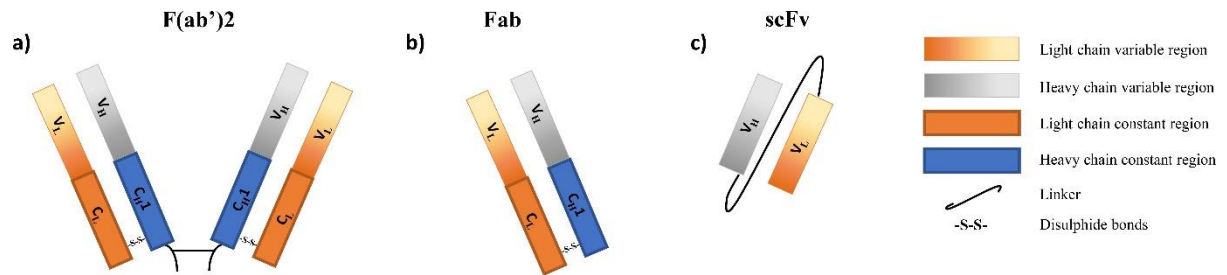 F(ab')2
Fab
scFv
a)
b)
c)
VL
VH
VH
VL
CL
CH1
CH1
CL
-S-S-
-S-S-
VL
VH
CL
CH1
-S-S-
VH
VL
Light chain variable region
Heavy chain variable region
Light chain constant region
Heavy chain constant region
Linker
-S-S- Disulphide bonds